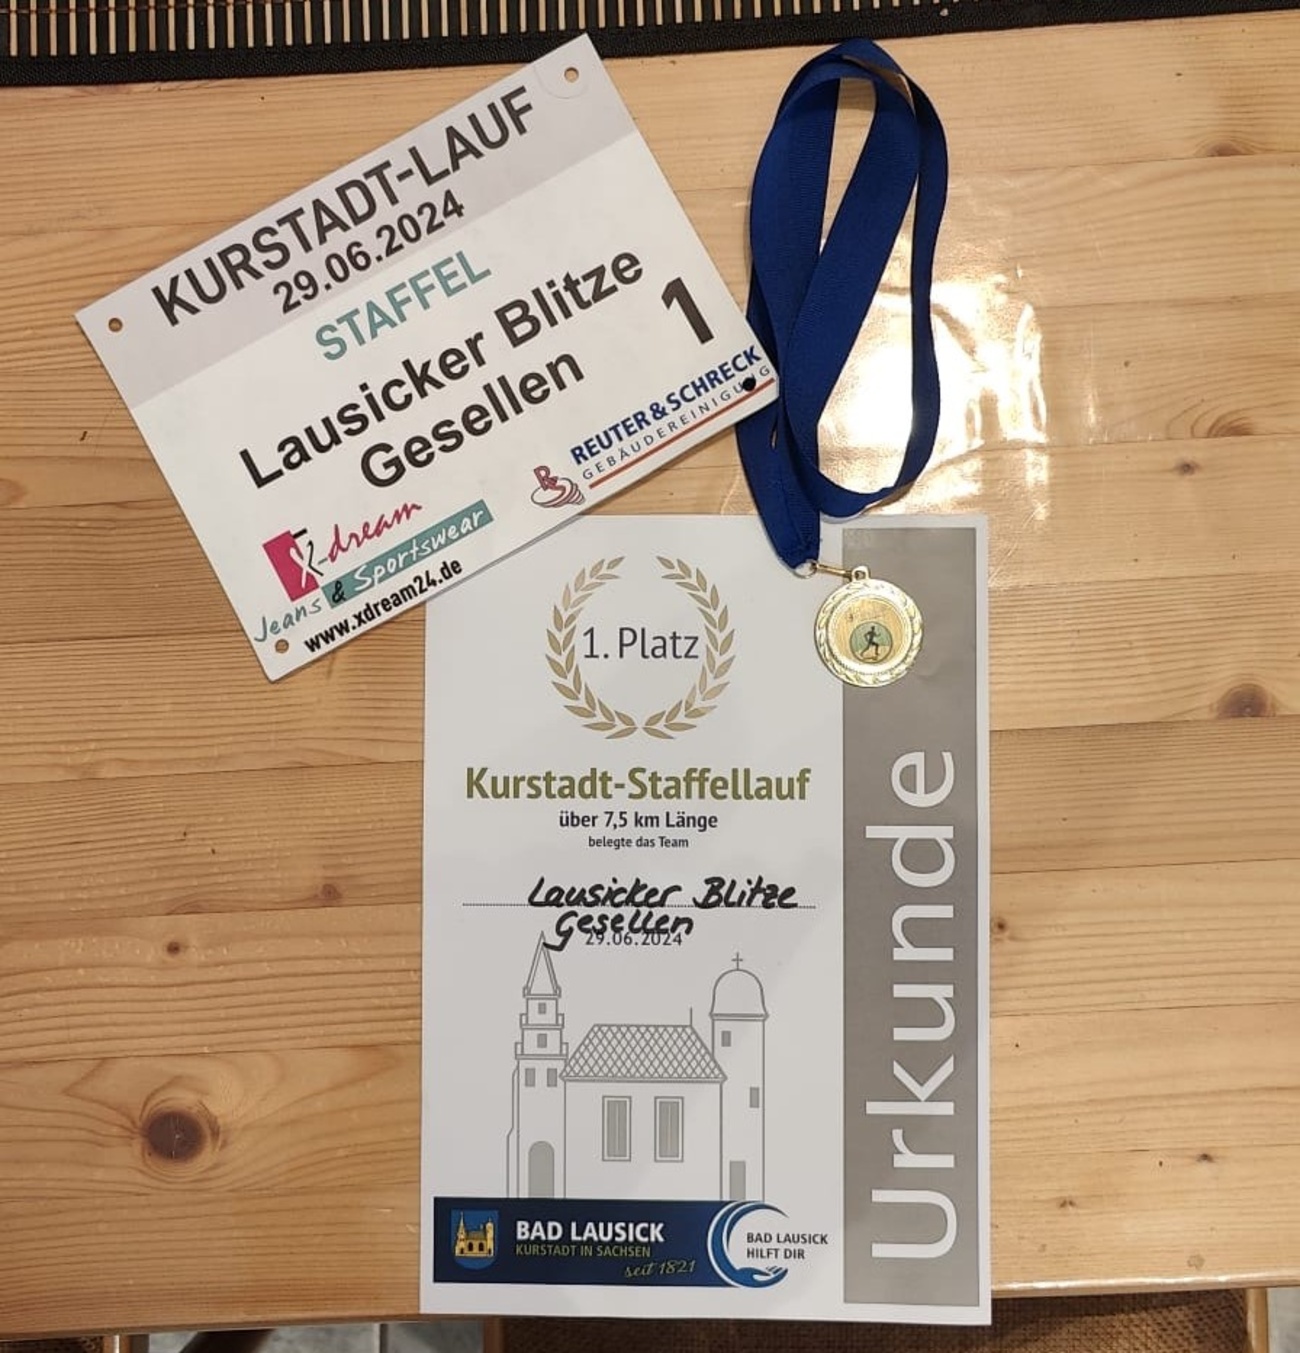 KURSTADT-LAUF
29.06.2024
STAFFEL
Lausicker Blitze
Gesellen
1
X-dream
Jeans & Sportswear
www.xdream24.de
RS
REUTER & SCHRECK
GEBÄUDEREINIGUNG
1. Platz
Kurstadt-Staffellauf
über 7,5 km Länge
belegte das Team
Lausicker Blitze
Gesellen
29.06.2024
BAD LAUSICK
KURSTADT IN SACHSEN
seit 1821
BAD LAUSICK
HILFT DIR
Urkunde